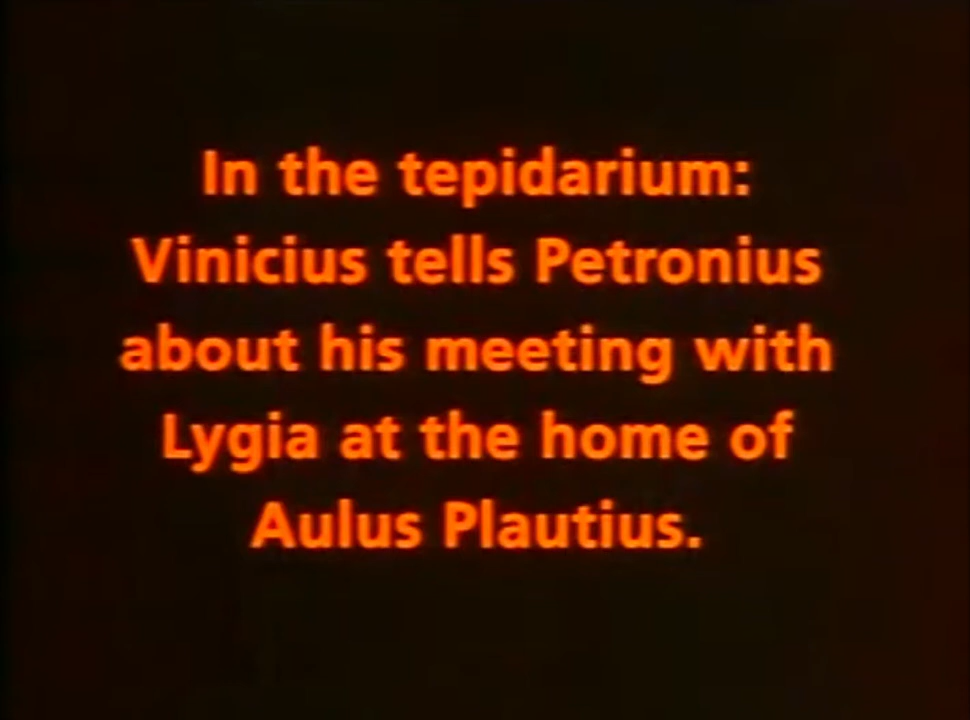 In the tepidarium:
Vinicius tells Petronius
about his meeting with
Lygia at the home of
Aulus Plautius.